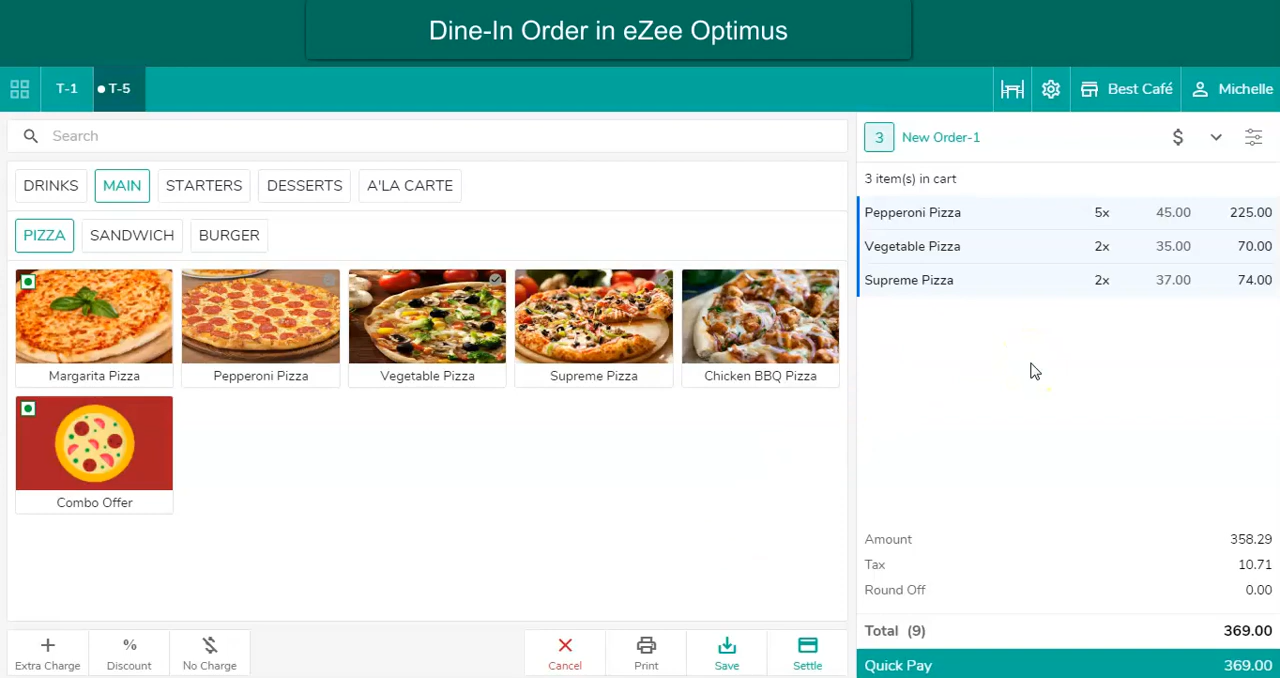 Dine-In Order in eZee Optimus
T-1 T-5 Best Café Michelle
Search
DRINKS MAIN STARTERS DESSERTS A'LA CARTE
PIZZA SANDWICH BURGER
Margarita Pizza Pepperoni Pizza Vegetable Pizza Supreme Pizza Chicken BBQ Pizza
Combo Offer
3 New Order-1 $
3 item(s) in cart
Pepperoni Pizza 5x 45.00 225.00
Vegetable Pizza 2x 35.00 70.00
Supreme Pizza 2x 37.00 74.00
Amount 358.29
Tax 10.71
Round Off 0.00
Total (9) 369.00
Quick Pay 369.00
+ Extra Charge % Discount No Charge Cancel Print Save Settle